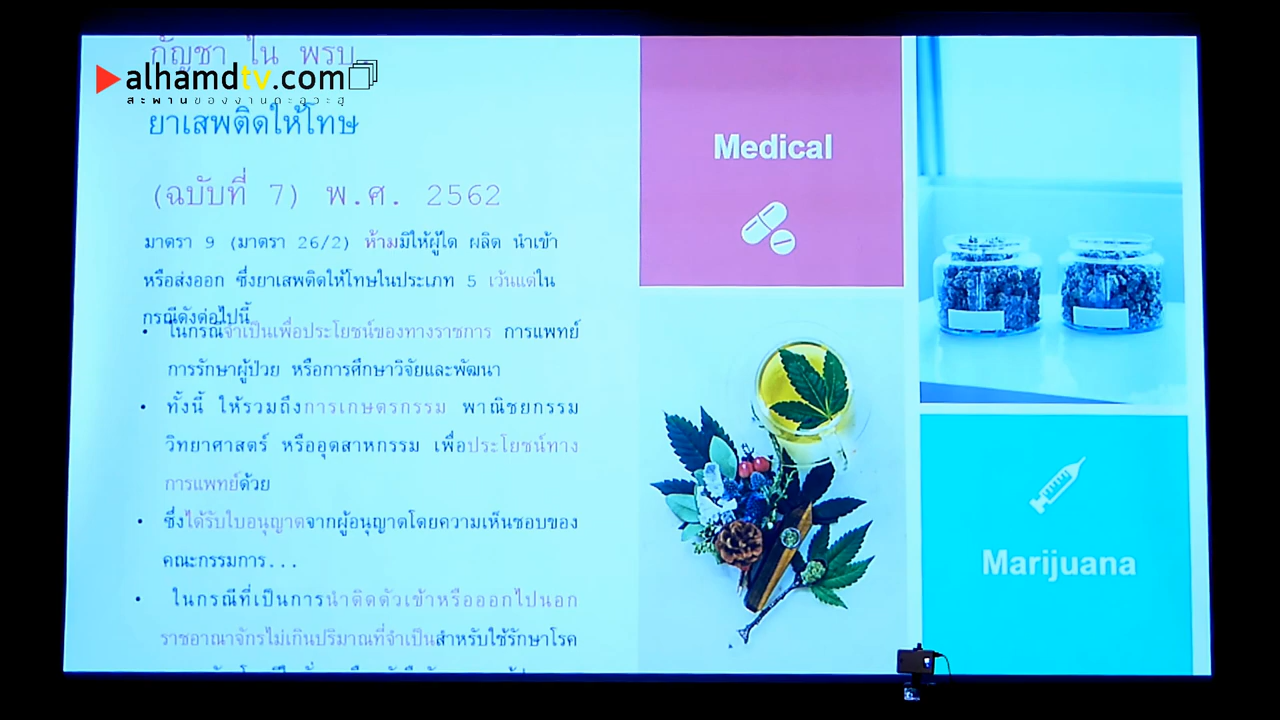 กัญชา ใน พรบ
alhamdtv.com
สะพานของงานดะอฺวะฮฺ
ยาเสพติดให้โทษ
(ฉบับที่ 7) พ.ศ. 2562
มาตรา 9 (มาตรา 26/2) ห้ามมิให้ผู้ใด ผลิต นำเข้า
หรือส่งออก ซึ่งยาเสพติดให้โทษในประเภท 5 เว้นแต่ใน
กรณีดังต่อไปนี้
• ในกรณีจำเป็นเพื่อประโยชน์ของทางราชการ การแพทย์
การรักษาผู้ป่วย หรือการศึกษาวิจัยและพัฒนา
• ทั้งนี้ ให้รวมถึงการเกษตรกรรม พาณิชยกรรม
วิทยาศาสตร์ หรืออุตสาหกรรม เพื่อประโยชน์ทาง
การแพทย์ด้วย
• ซึ่งได้รับใบอนุญาตจากผู้อนุญาตโดยความเห็นชอบของ
คณะกรรมการ...
• ในกรณีที่เป็นการนำติดตัวเข้าหรือออกไปนอก
ราชอาณาจักรไม่เกินปริมาณที่จำเป็นสำหรับใช้รักษาโรค
Medical
Marijuana